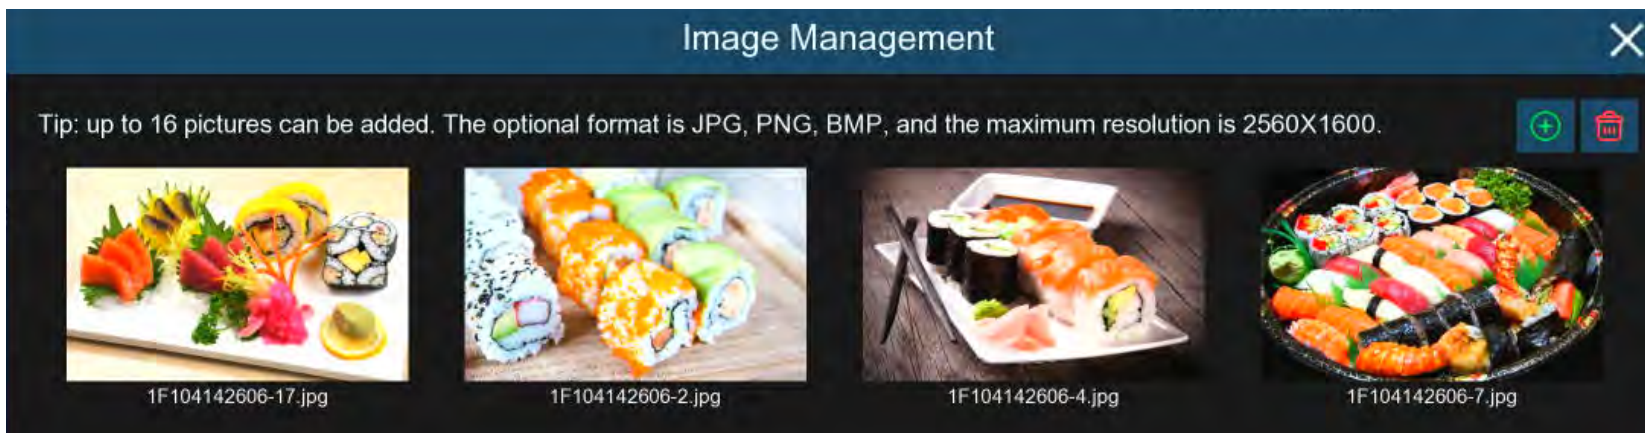 Image Management
Tip: up to 16 pictures can be added. The optional format is JPG, PNG, BMP, and the maximum resolution is 2560X1600.
1F104142606-17.jpg
1F104142606-2.jpg
1F104142606-4.jpg
1F104142606-7.jpg